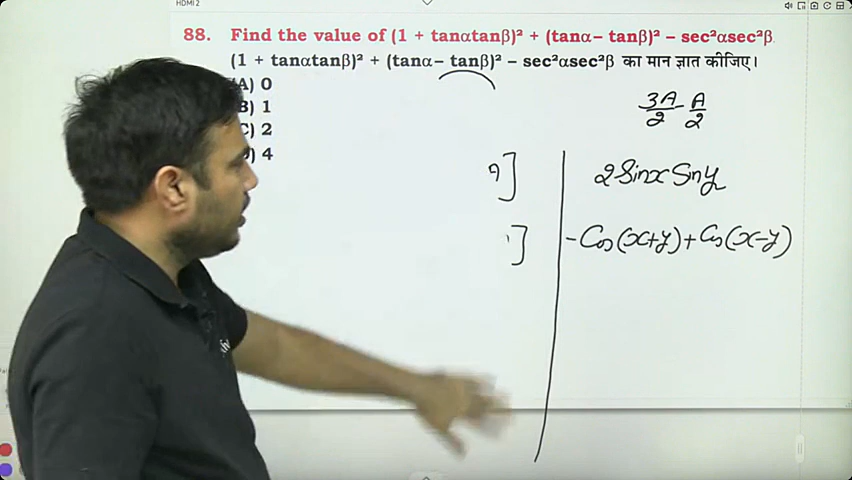 HDMI 2
88. Find the value of (1 + tanαtanβ)² + (tanα– tanβ)² – sec²αsec²β
(1 + tanαtanβ)² + (tanα– tanβ)² – sec²αsec²β का मान ज्ञात कीजिए।
A) 0
B) 1
C) 2
) 4
3A/2 A/2
2 Sinx Siny
- Cos(x+y) + Cos(x-y)